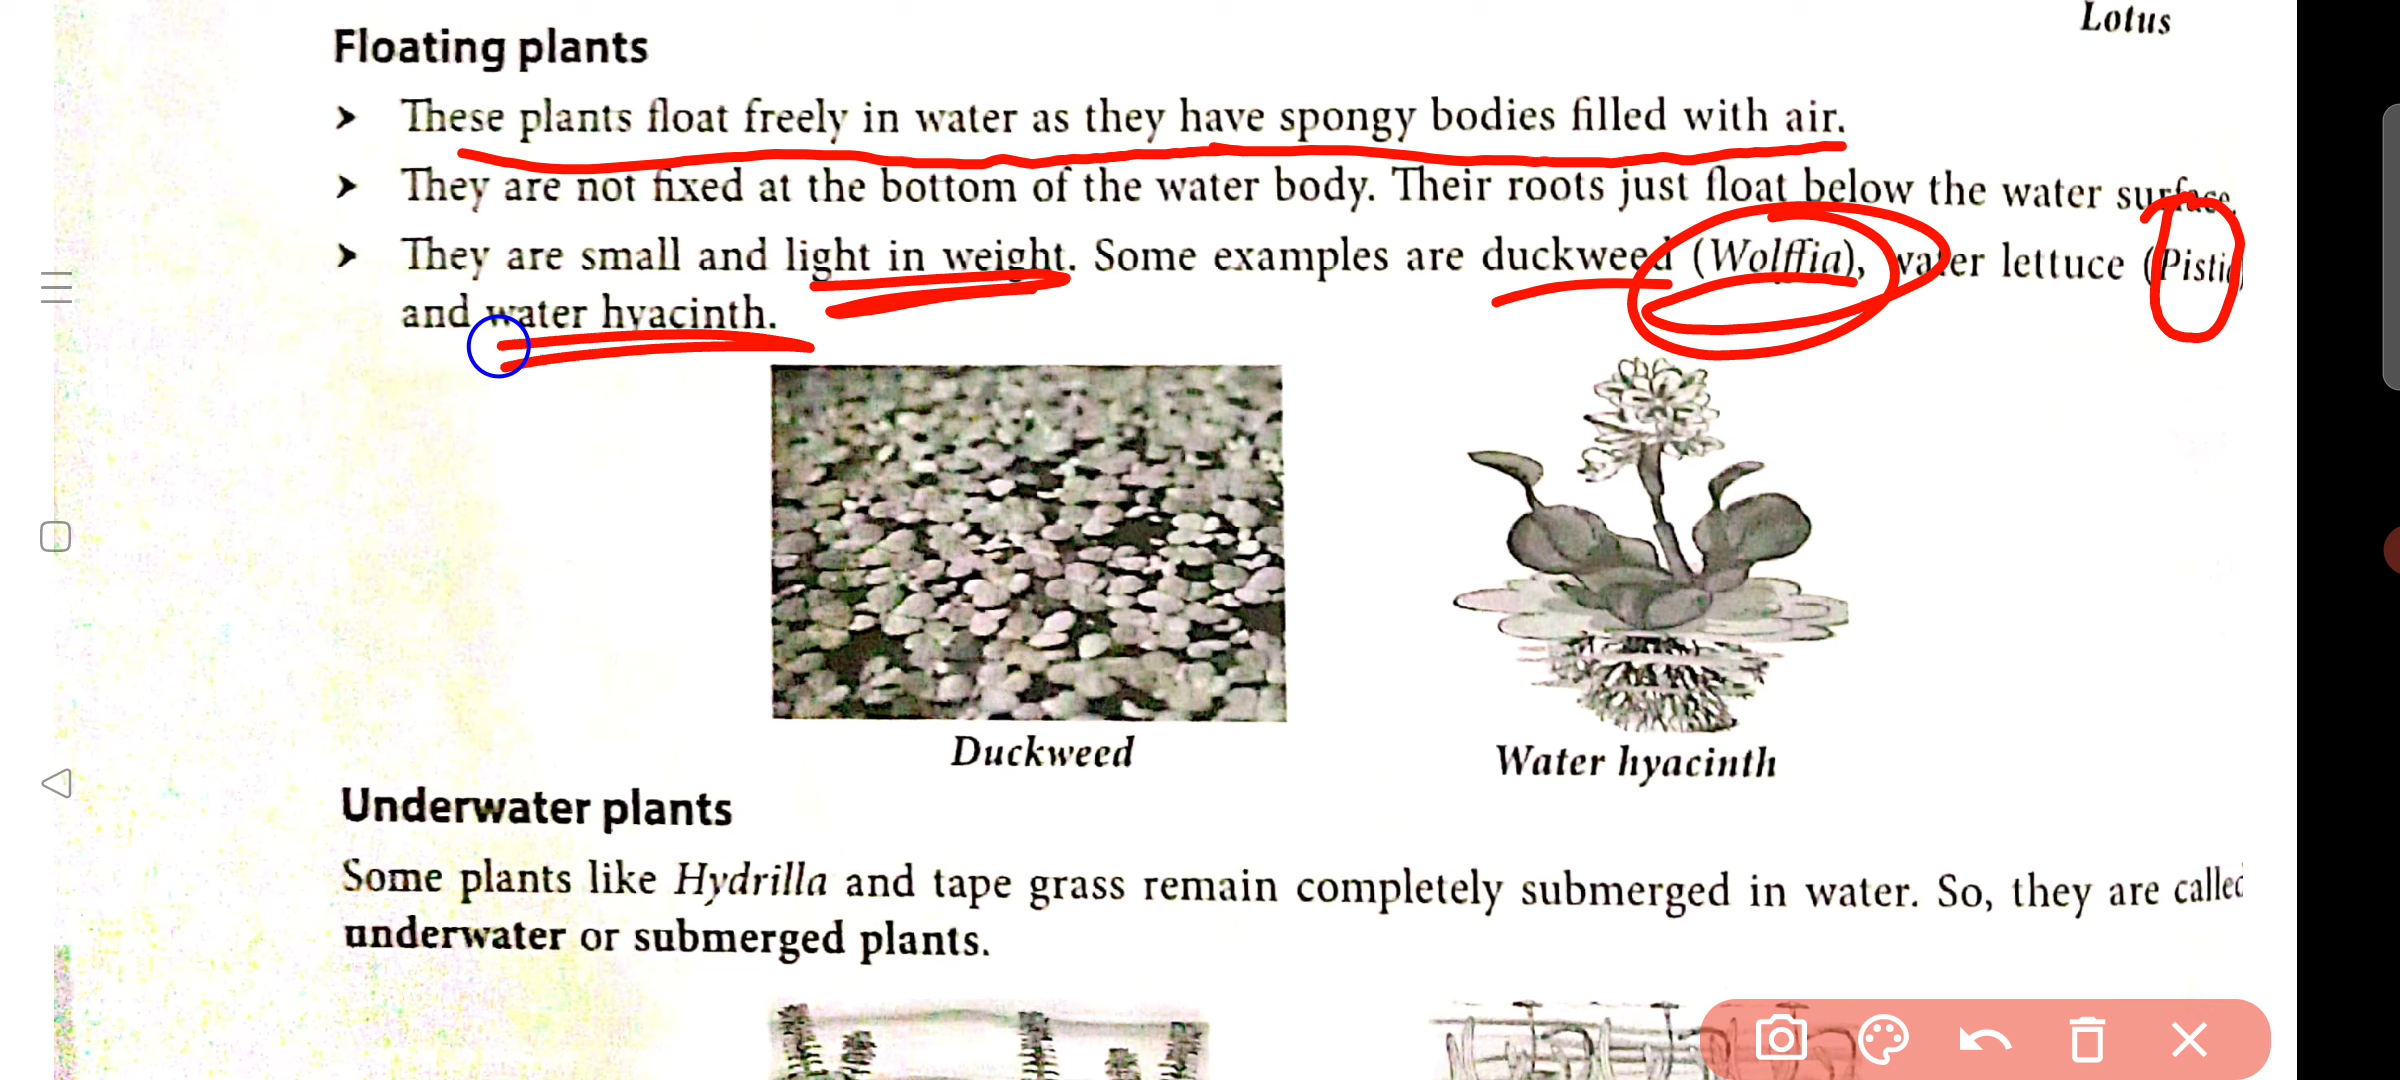 Lotus
Floating plants
➤ These plants float freely in water as they have spongy bodies filled with air.
➤ They are not fixed at the bottom of the water body. Their roots just float below the water surface.
➤ They are small and light in weight. Some examples are duckweed (Wolffia), water lettuce (Pistia
and water hyacinth.
Duckweed
Water hyacinth
Underwater plants
Some plants like Hydrilla and tape grass remain completely submerged in water. So, they are called
underwater or submerged plants.